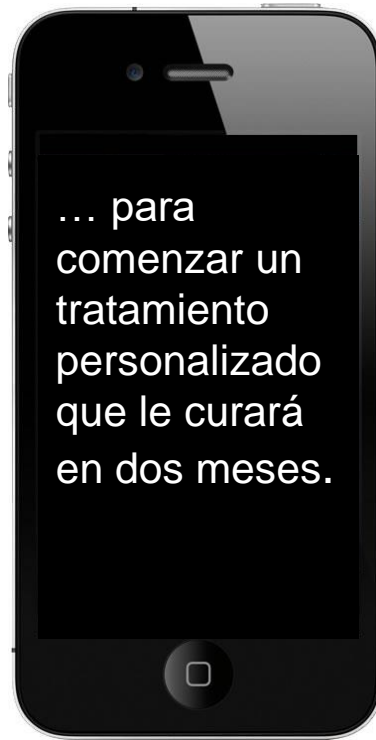 … para
comenzar un
tratamiento
personalizado
que le curará
en dos meses.